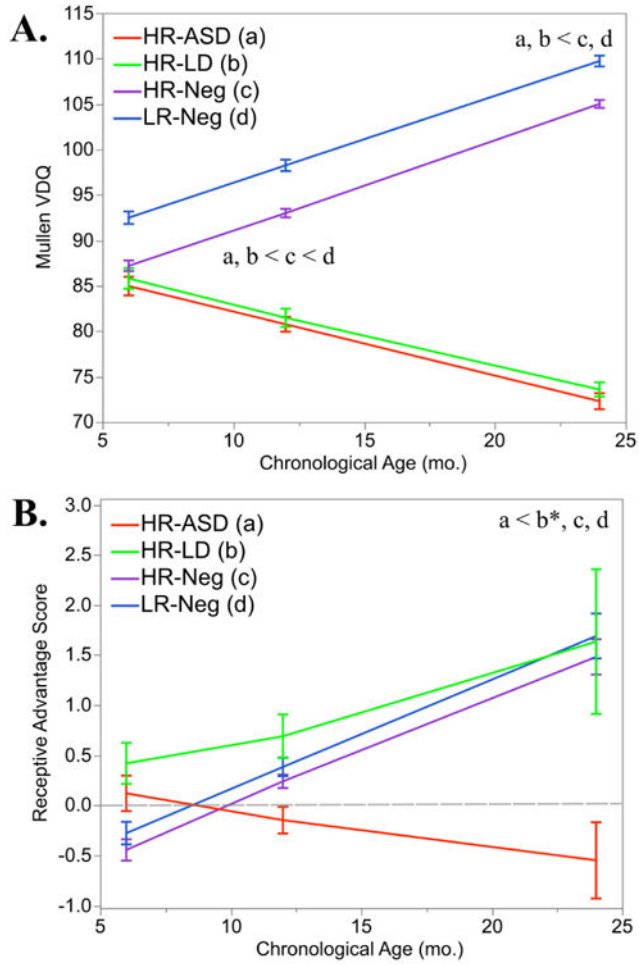 A.
115
110
105
100
95
90
85
80
75
70
Mullen VDQ
HR-ASD (a)
HR-LD (b)
HR-Neg (c)
LR-Neg (d)
a, b < c, d
a, b < c < d
5
10
15
20
25
Chronological Age (mo.)
B.
3.0
2.5
2.0
1.5
1.0
0.5
0.0
-0.5
-1.0
Receptive Advantage Score
HR-ASD (a)
HR-LD (b)
HR-Neg (c)
LR-Neg (d)
a < b*, c, d
5
10
15
20
25
Chronological Age (mo.)